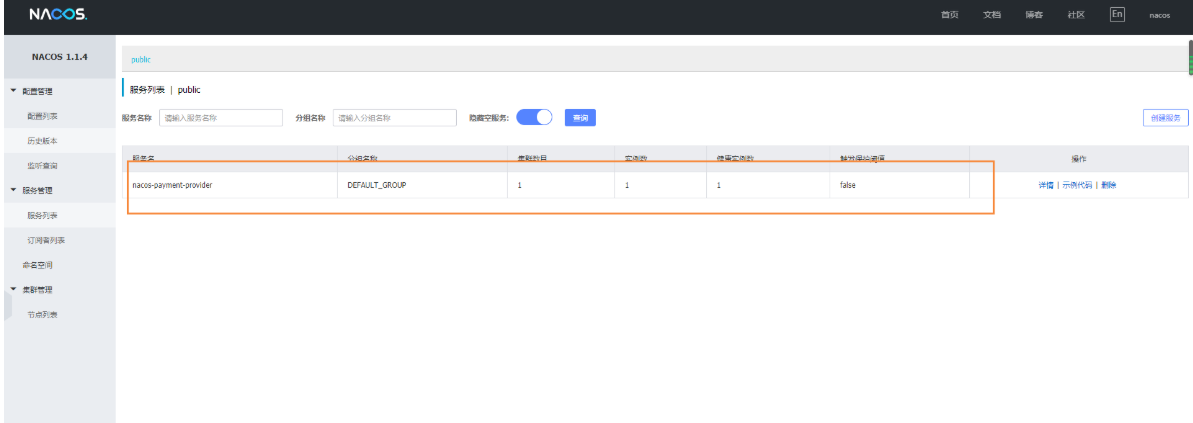 NACOS.
首页 文档 博客 社区 En nacos
NACOS 1.1.4
public
配置管理
配置列表
历史版本
监听查询
服务管理
服务列表
订阅者列表
命名空间
集群管理
节点列表
服务列表 | public
服务名称 请输入服务名称 分组名称 请输入分组名称 隐藏空服务: 查询 创建服务
服务名 分组名称 集群数目 实例数 健康实例数 触发保护阈值 操作
nacos-payment-provider DEFAULT_GROUP 1 1 1 false 详情 | 示例代码 | 删除